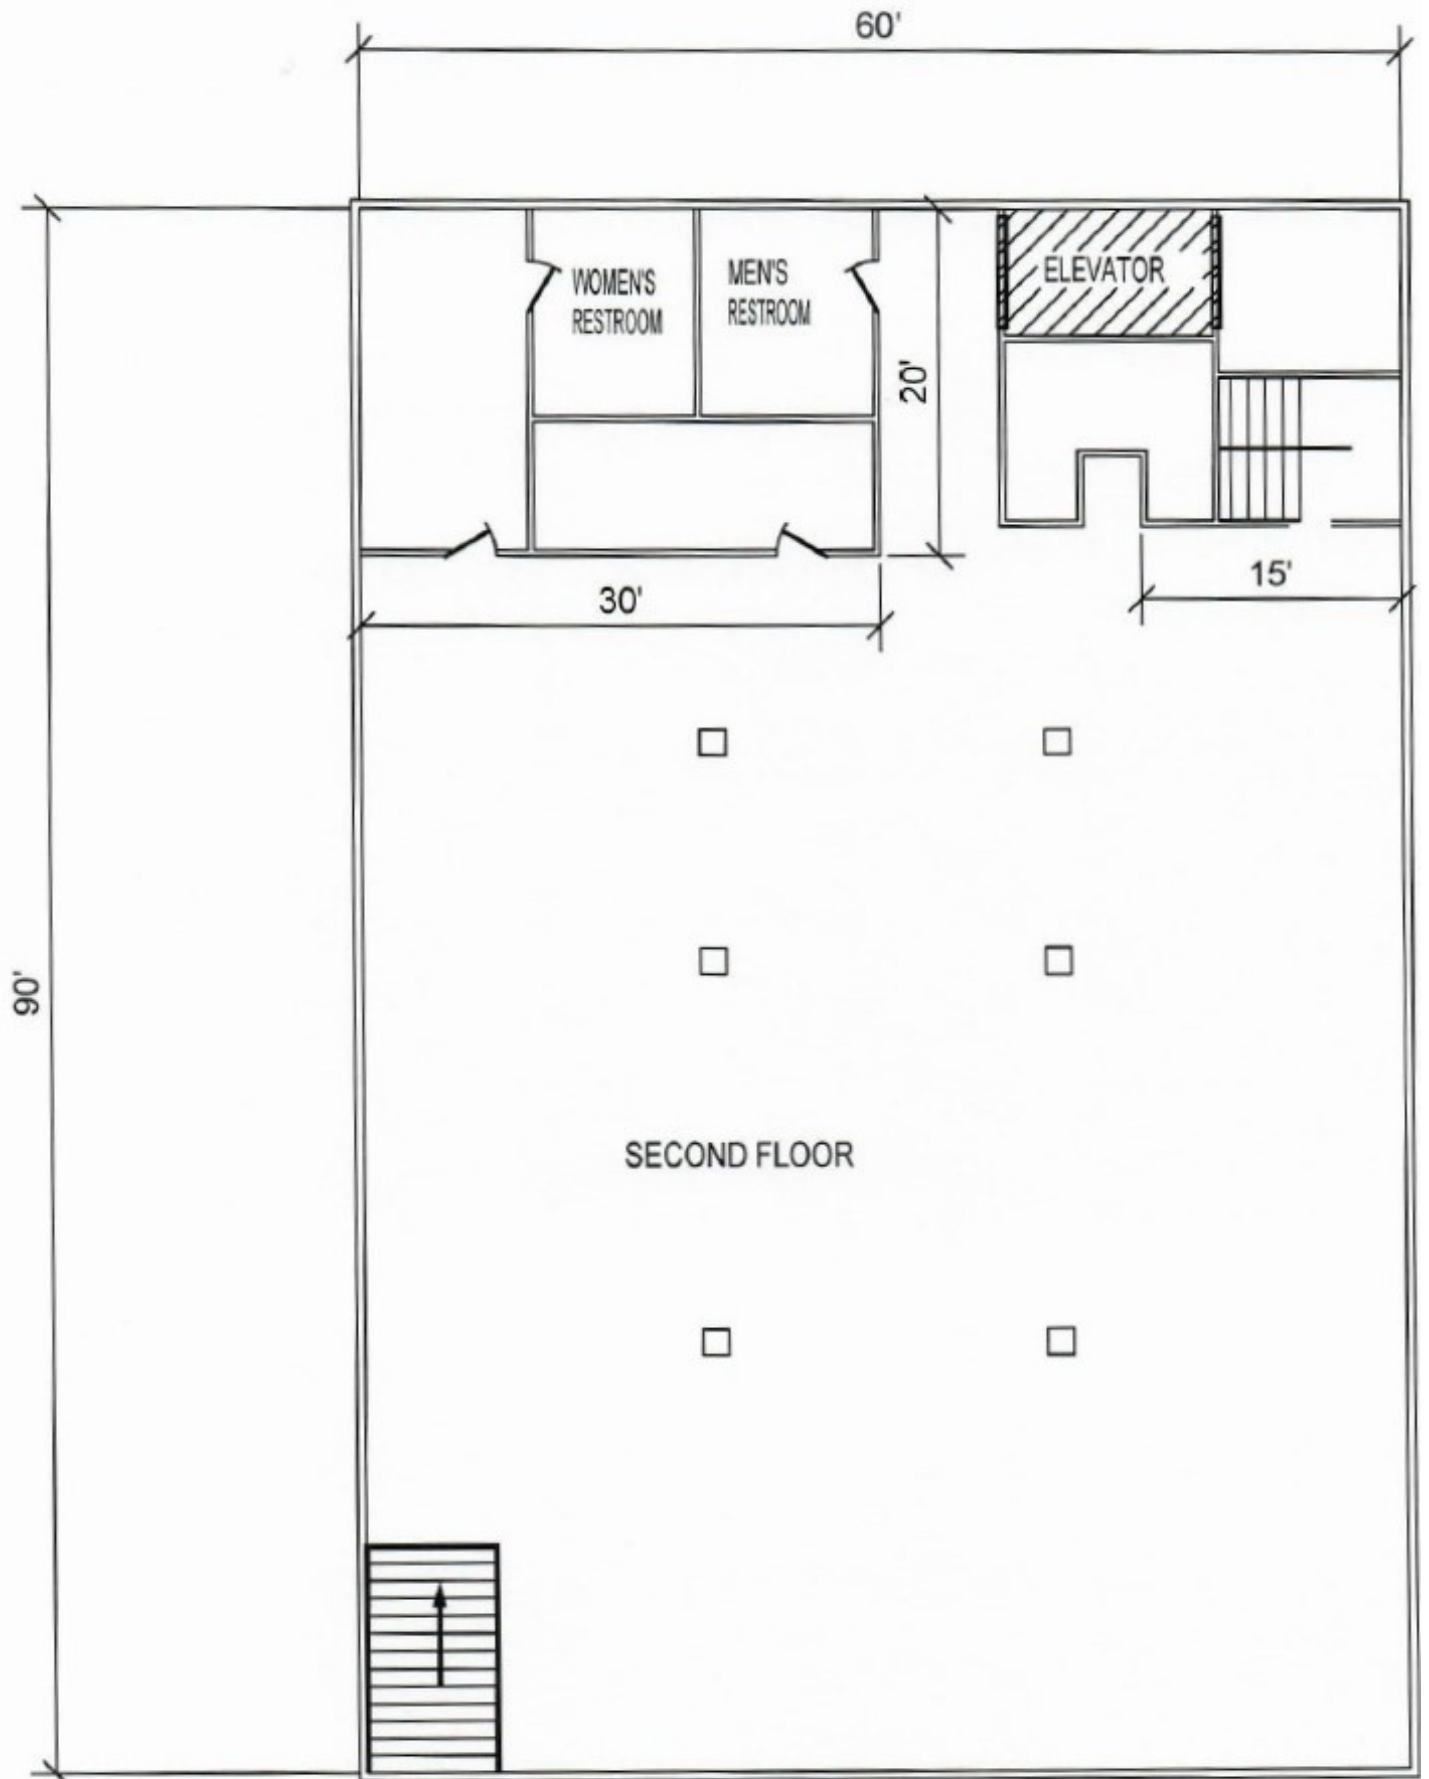 60'
WOMEN'S
RESTROOM
MEN'S
RESTROOM
ELEVATOR
20'
15'
30'
90'
SECOND FLOOR